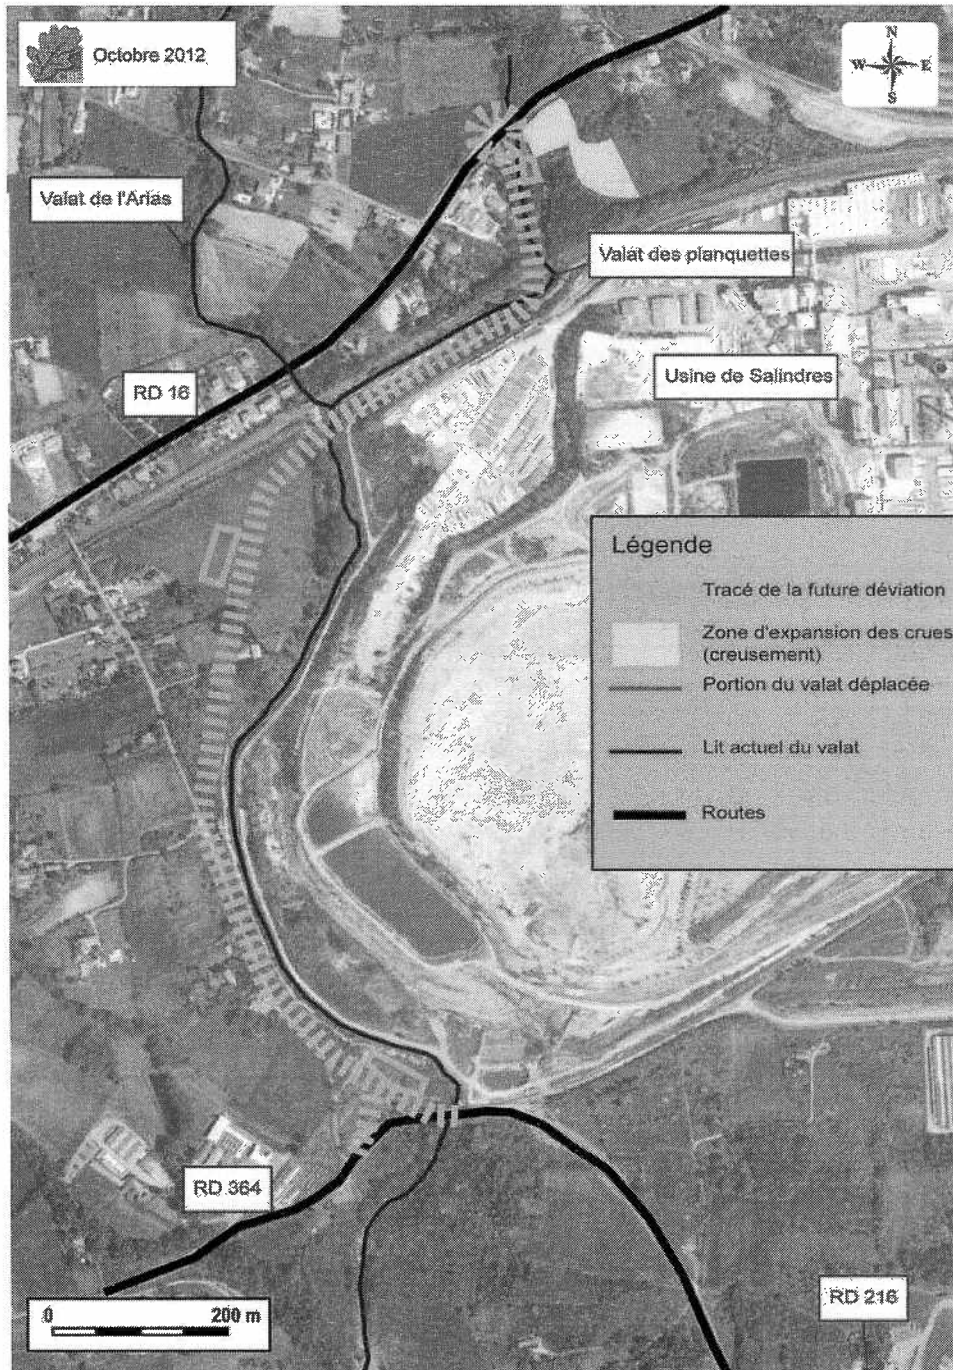 Octobre 2012
N
W E
S
Valat de l'Arias
Valat des planquettes
Usine de Salindres
RD 16
Légende
Tracé de la future déviation
Zone d'expansion des crues
(creusement)
Portion du valat déplacée
Lit actuel du valat
Routes
RD 364
RD 216
0 200 m